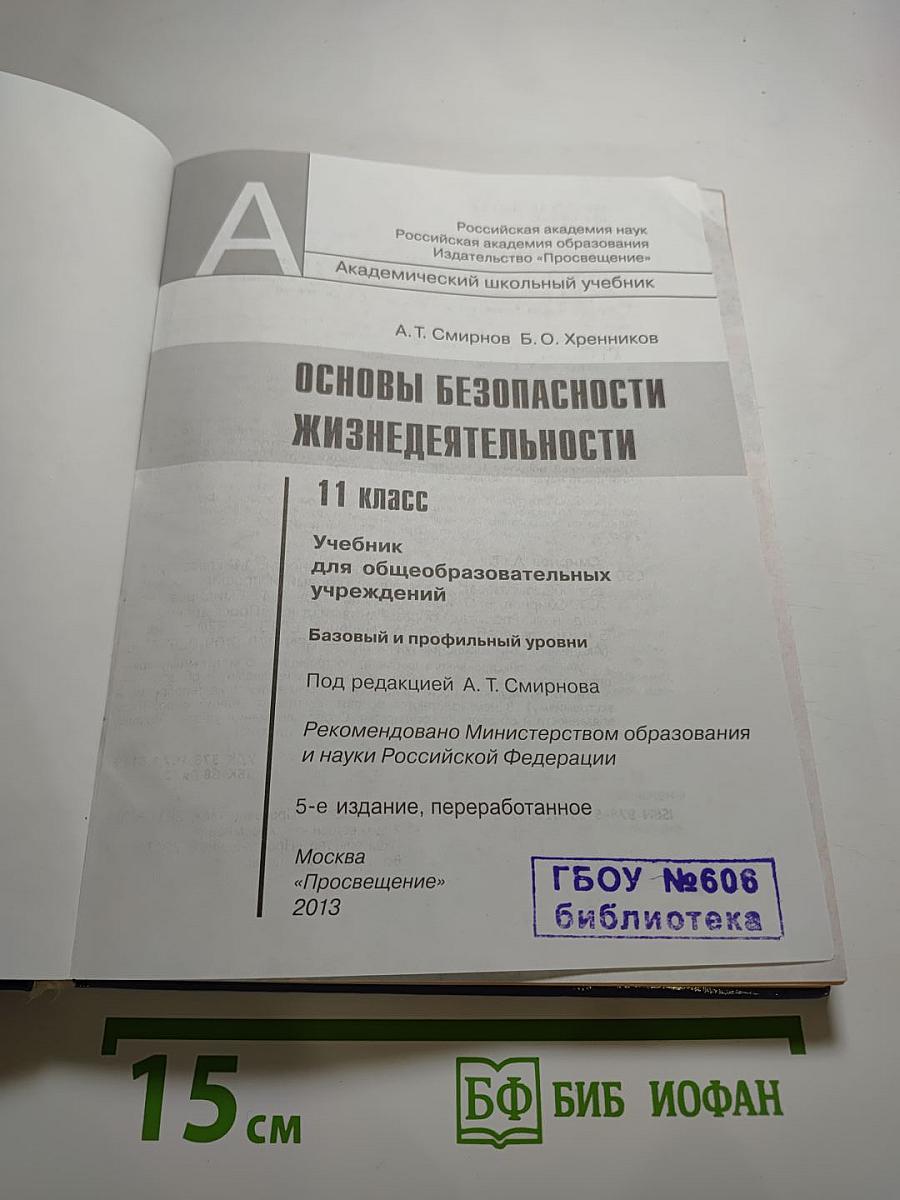 А
Российская академия наук
Российская академия образования
Издательство «Просвещение»
Академический школьный учебник
А. Т. Смирнов Б. О. Хренников
ОСНОВЫ БЕЗОПАСНОСТИ
ЖИЗНЕДЕЯТЕЛЬНОСТИ
11 класс
Учебник
для общеобразовательных
учреждений
Базовый и профильный уровни
Под редакцией А. Т. Смирнова
Рекомендовано Министерством образования
и науки Российской Федерации
5-е издание, переработанное
Москва
«Просвещение»
2013
ГБОУ №606
библиотека
15 см
БФ БИБ ИОФАН